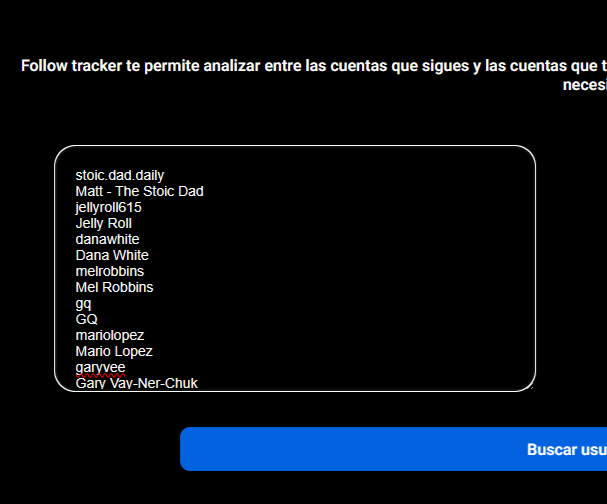 Follow tracker te permite analizar entre las cuentas que sigues y las cuentas que
stoic.dad.daily
Matt - The Stoic Dad
jellyroll615
Jelly Roll
danawhite
Dana White
melrobbins
Mel Robbins
gq
GQ
mariolopez
Mario Lopez
garyvee
Gary Vay-Ner-Chuk
Buscar